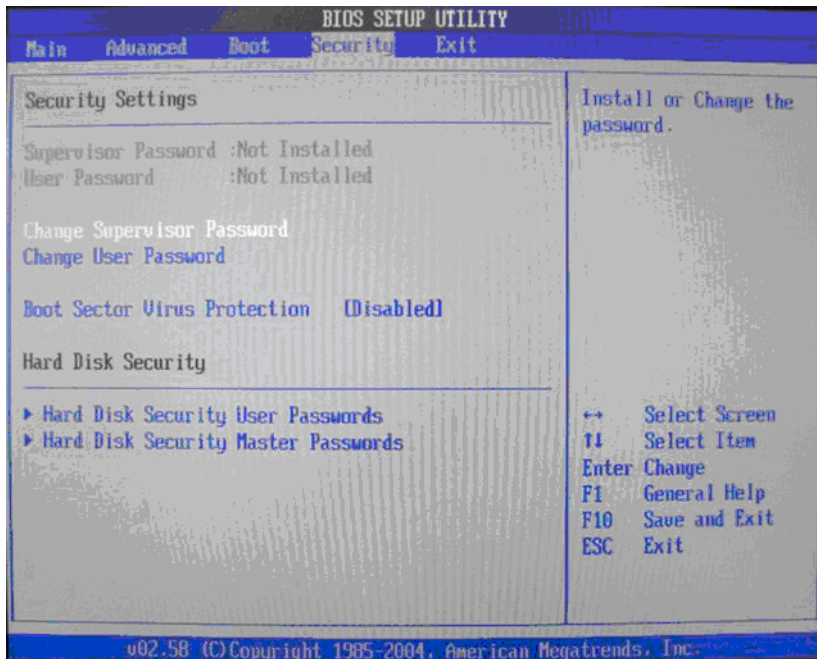 BIOS SETUP UTILITY
Main Advanced Boot Security Exit
Security Settings
Supervisor Password :Not Installed
User Password :Not Installed
Change Supervisor Password
Change User Password
Boot Sector Virus Protection [Disabled]
Hard Disk Security
Hard Disk Security User Passwords
Hard Disk Security Master Passwords
Install or Change the
password.
↔ Select Screen
↑↓ Select Item
Enter Change
F1 General Help
F10 Save and Exit
ESC Exit
v02.58 (C)Copyright 1985-2004, American Megatrends, Inc.